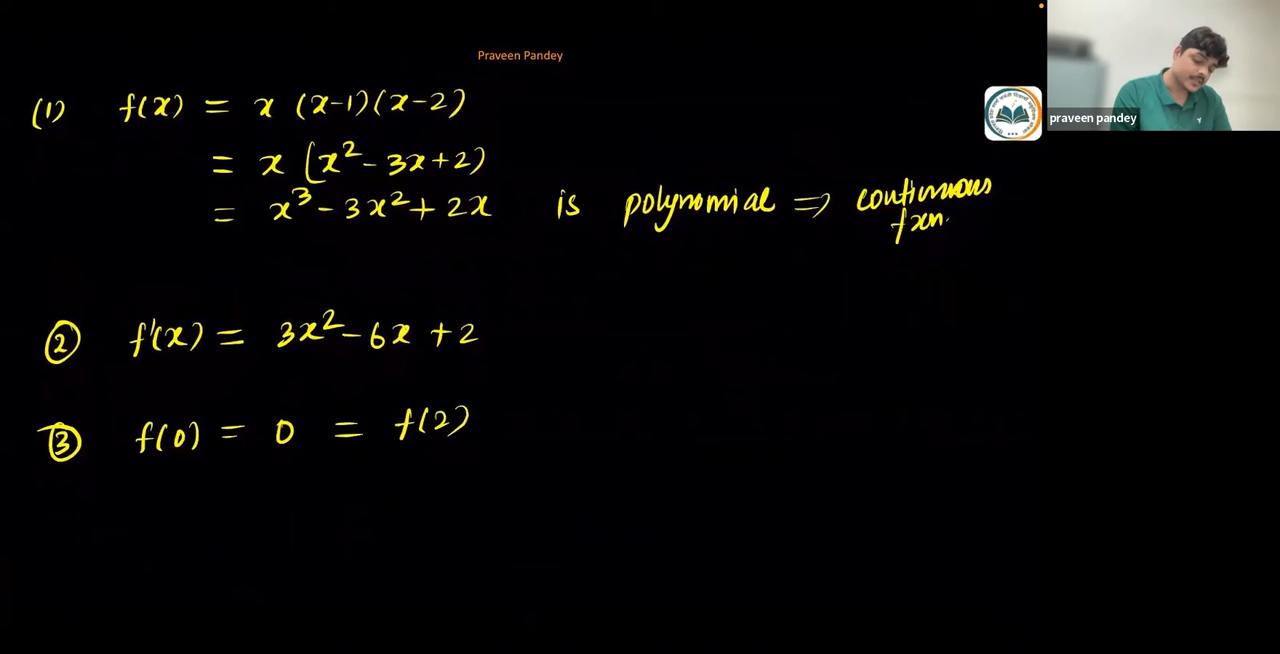 Praveen Pandey
praveen pandey
(1) f(x) = x (x-1)(x-2)
= x (x² - 3x + 2)
= x³ - 3x² + 2x is polynomial ⇒ continuous
fxn.
② f'(x) = 3x² - 6x + 2
③ f(0) = 0 = f(2)